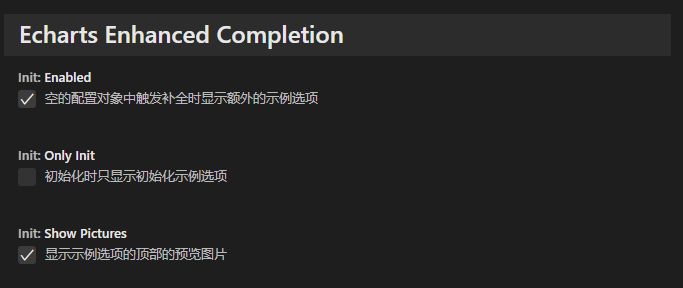 Echarts Enhanced Completion
Init: Enabled
空的配置对象中触发补全时显示额外的示例选项
Init: Only Init
初始化时只显示初始化示例选项
Init: Show Pictures
显示示例选项的顶部的预览图片